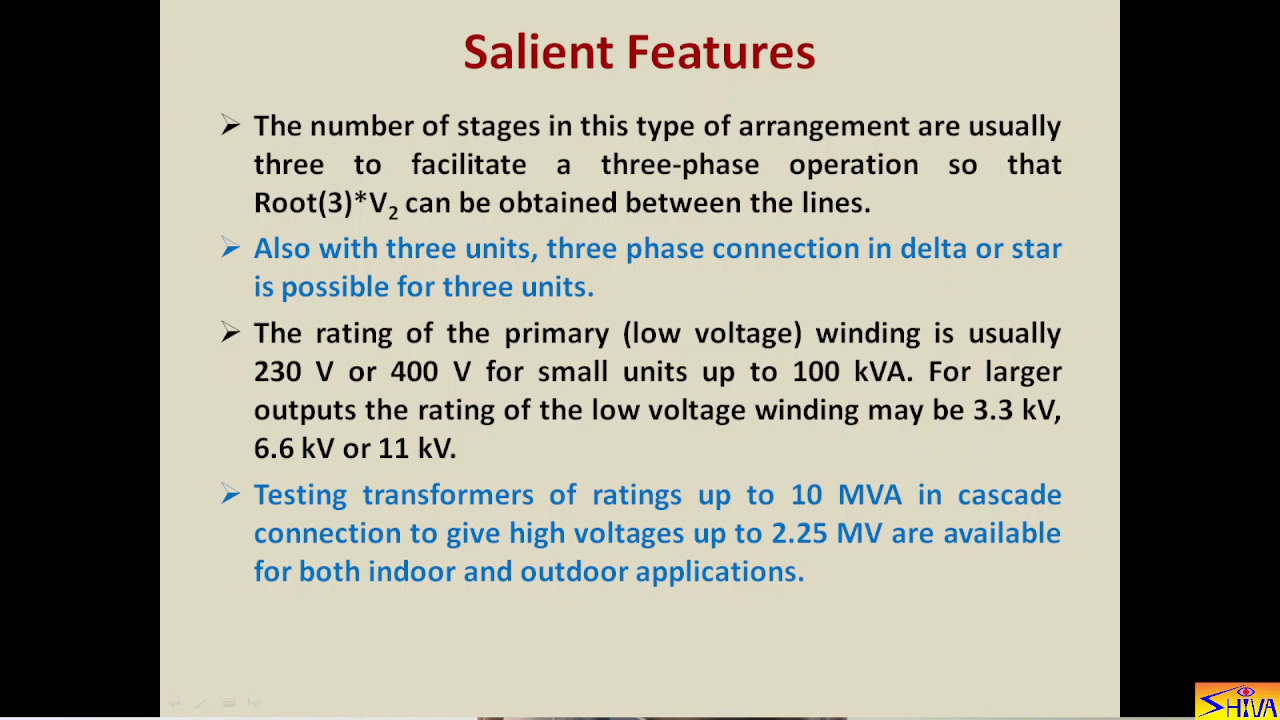 Salient Features
➢ The number of stages in this type of arrangement are usually
three to facilitate a three-phase operation so that
Root(3)*V₂ can be obtained between the lines.
➢ Also with three units, three phase connection in delta or star
is possible for three units.
➢ The rating of the primary (low voltage) winding is usually
230 V or 400 V for small units up to 100 kVA. For larger
outputs the rating of the low voltage winding may be 3.3 kV,
6.6 kV or 11 kV.
➢ Testing transformers of ratings up to 10 MVA in cascade
connection to give high voltages up to 2.25 MV are available
for both indoor and outdoor applications.
SHIVA